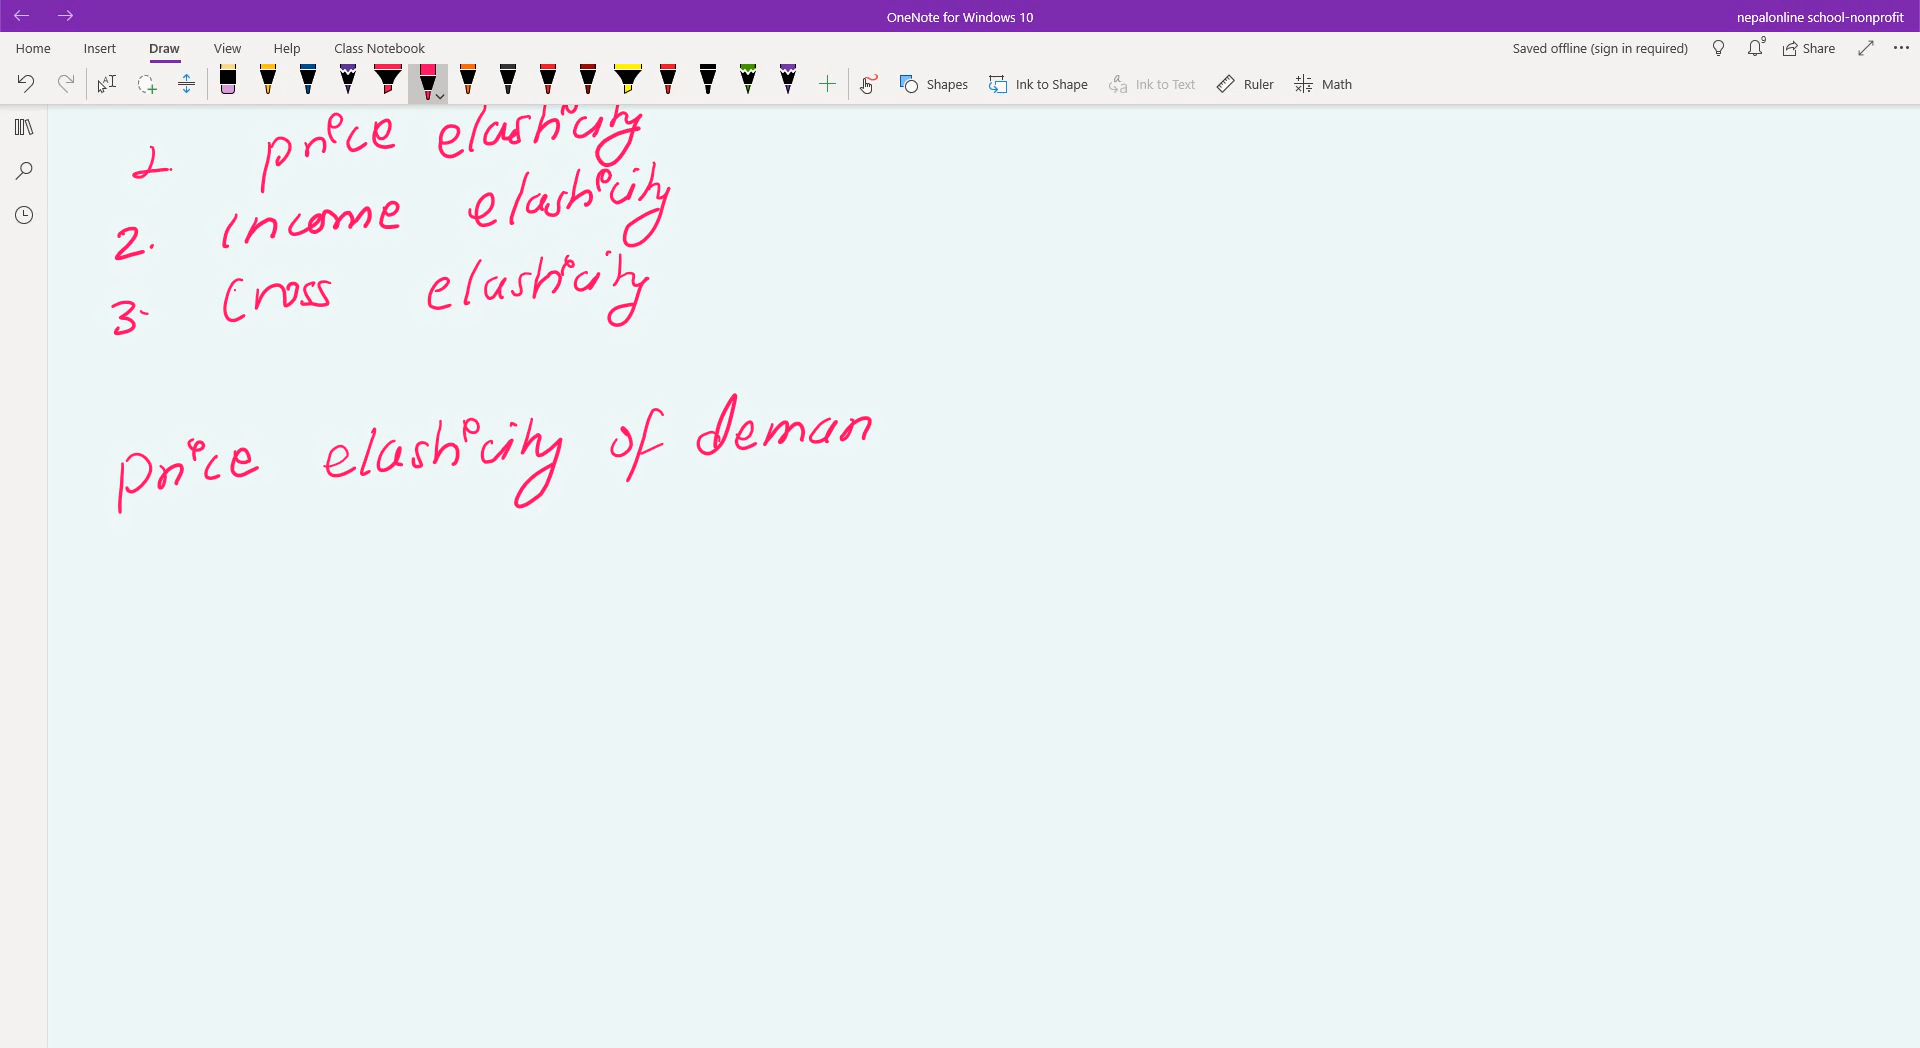 OneNote for Windows 10
nepalonline school-nonprofit
Home Insert Draw View Help Class Notebook
Saved offline (sign in required) 9 Share
Shapes Ink to Shape Ink to Text Ruler Math
1. price elasticity
2. income elasticity
3. Cross elasticity
price elasticity of deman